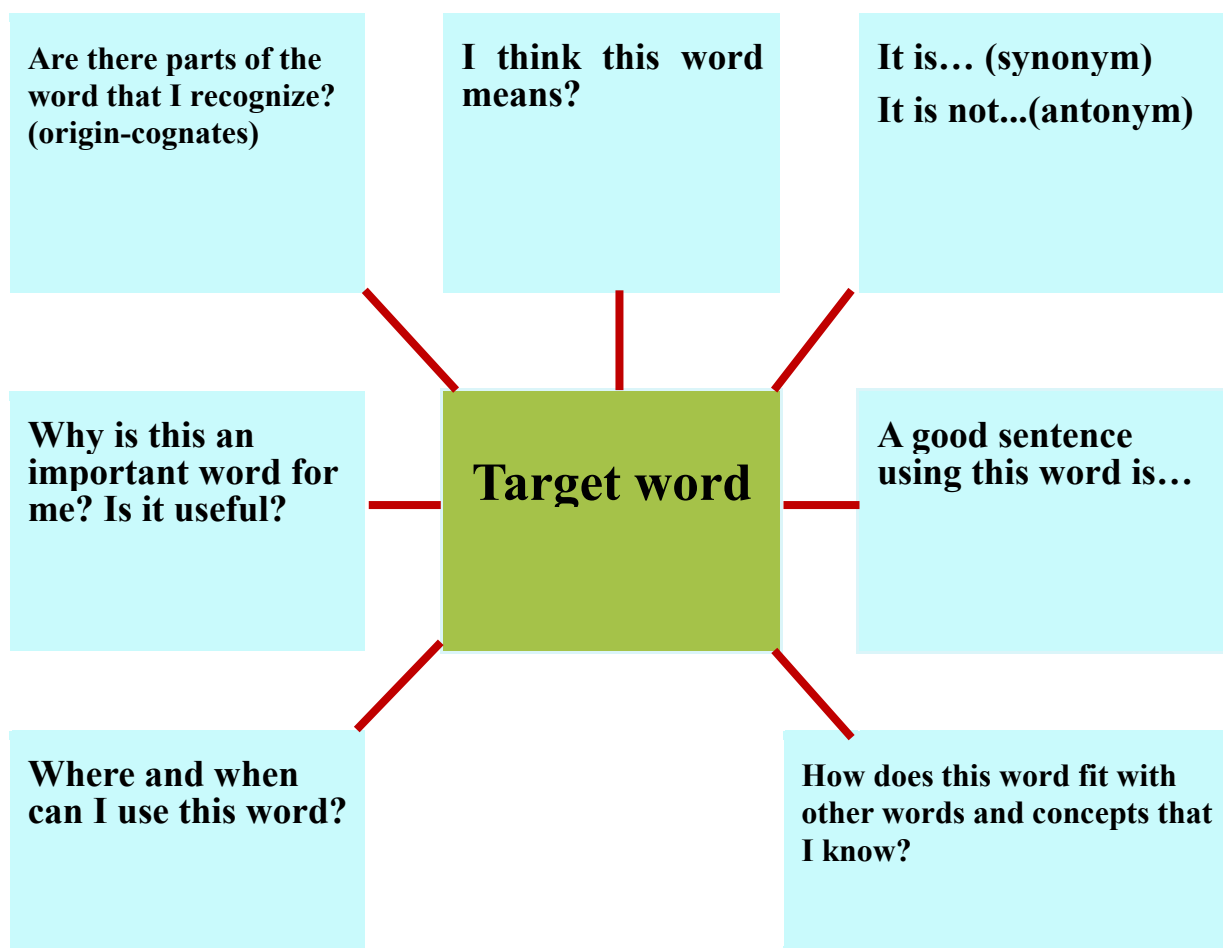 Are there parts of the
word that I recognize?
(origin-cognates)
I think this word
means?
It is… (synonym)
It is not...(antonym)
Why is this an
important word for
me? Is it useful?
Target word
A good sentence
using this word is…
Where and when
can I use this word?
How does this word fit with
other words and concepts that
I know?